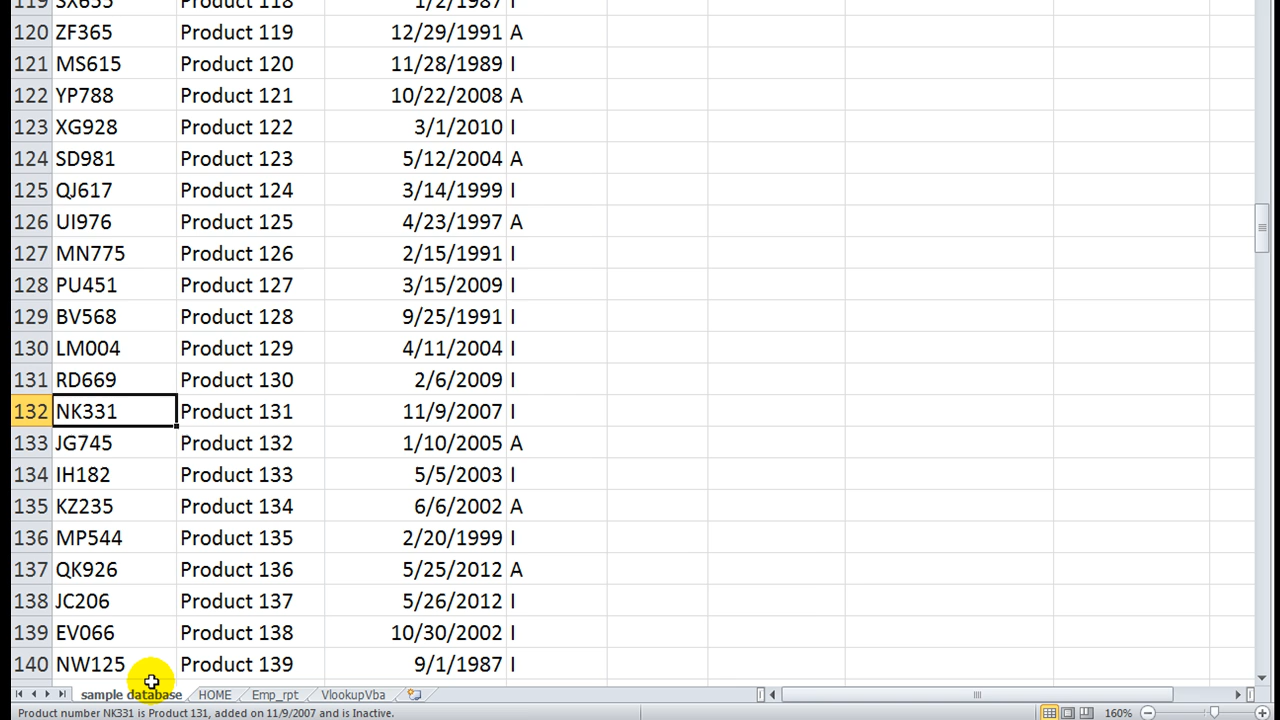 119 SX655 Product 118 1/2/1987 I
120 ZF365 Product 119 12/29/1991 A
121 MS615 Product 120 11/28/1989 I
122 YP788 Product 121 10/22/2008 A
123 XG928 Product 122 3/1/2010 I
124 SD981 Product 123 5/12/2004 A
125 QJ617 Product 124 3/14/1999 I
126 UI976 Product 125 4/23/1997 A
127 MN775 Product 126 2/15/1991 I
128 PU451 Product 127 3/15/2009 I
129 BV568 Product 128 9/25/1991 I
130 LM004 Product 129 4/11/2004 I
131 RD669 Product 130 2/6/2009 I
132 NK331 Product 131 11/9/2007 I
133 JG745 Product 132 1/10/2005 A
134 IH182 Product 133 5/5/2003 I
135 KZ235 Product 134 6/6/2002 A
136 MP544 Product 135 2/20/1999 I
137 QK926 Product 136 5/25/2012 A
138 JC206 Product 137 5/26/2012 I
139 EV066 Product 138 10/30/2002 I
140 NW125 Product 139 9/1/1987 I
sample database HOME Emp_rpt VlookupVba
Product number NK331 is Product 131, added on 11/9/2007 and is Inactive. 160%